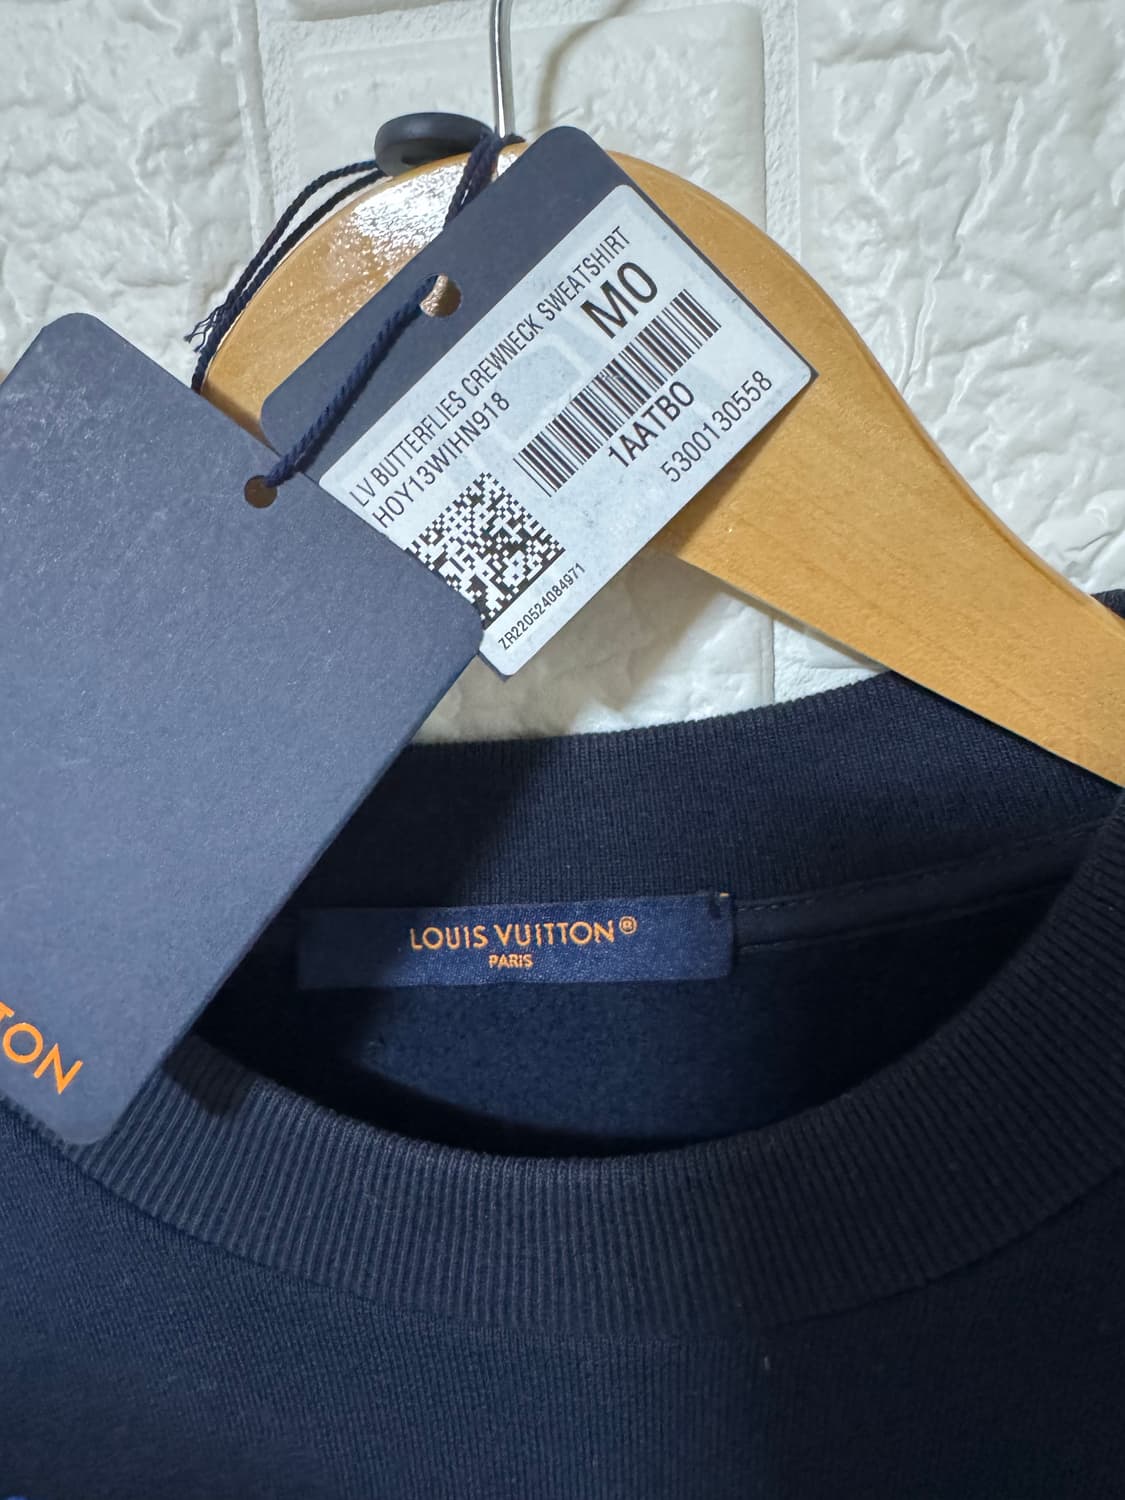 LV BUTTERFLIES CREWNECK SWEATSHIRT
HOY13WIHN918
M0
1AATBO
5300130558
ZR220524084971
LOUIS VUITTON®
PARIS
TON